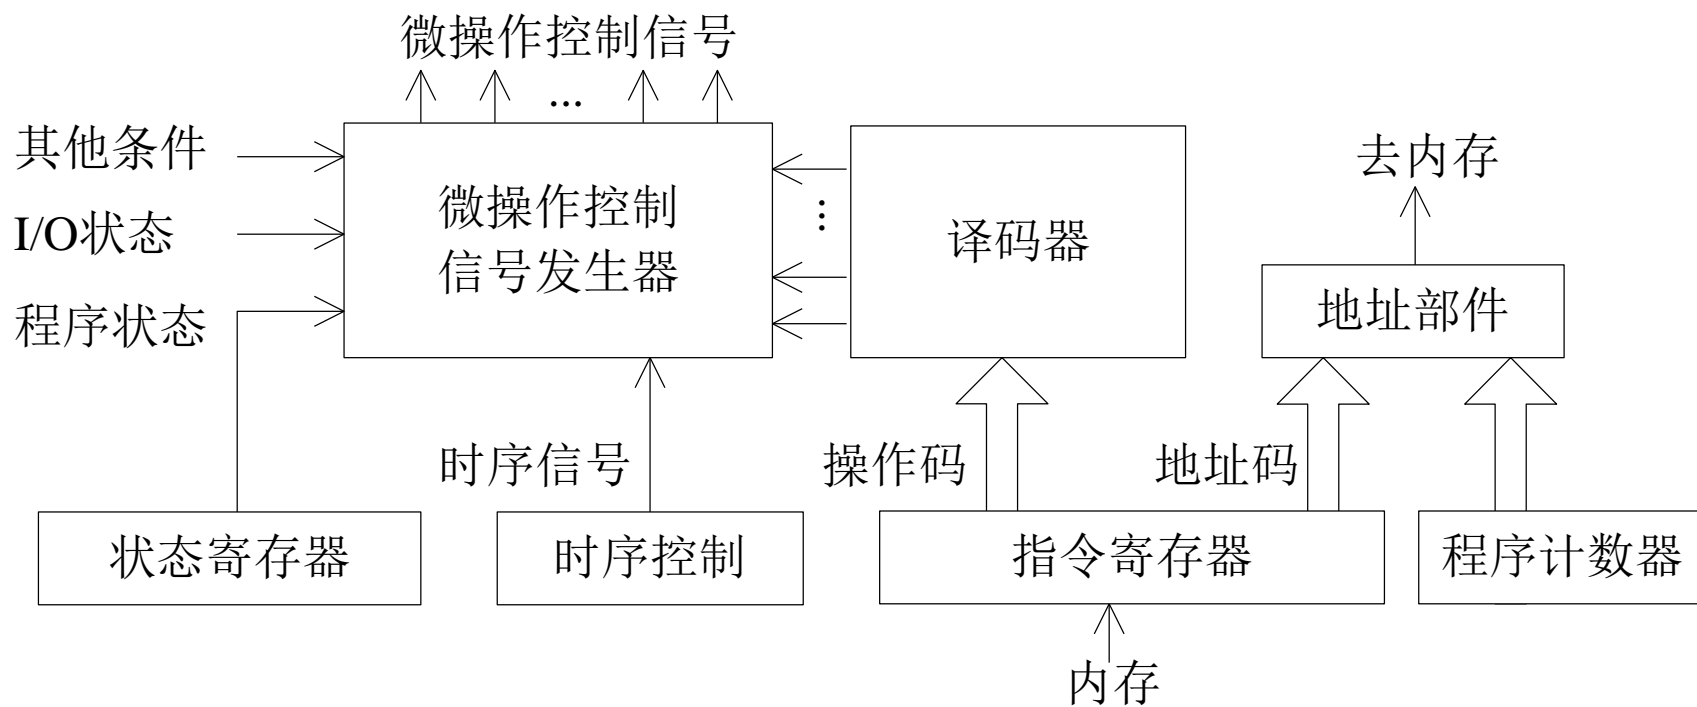 微操作控制信号
...
其他条件
I/O状态
程序状态
微操作控制
信号发生器
...
译码器
去内存
地址部件
时序信号
操作码
地址码
状态寄存器
时序控制
指令寄存器
程序计数器
内存